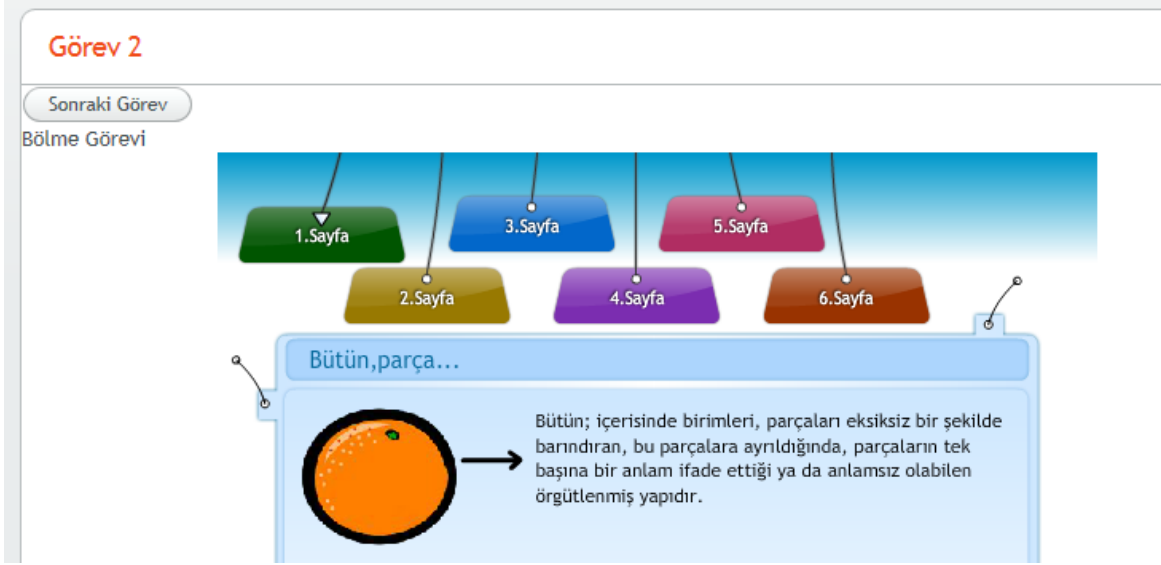 Görev 2
Sonraki Görev
Bölme Görevi
1.Sayfa
3.Sayfa
5.Sayfa
2.Sayfa
4.Sayfa
6.Sayfa
Bütün,parça...
Bütün; içerisinde birimleri, parçaları eksiksiz bir şekilde
barındıran, bu parçalara ayrıldığında, parçaların tek
başına bir anlam ifade ettiği ya da anlamsız olabilen
örgütlenmiş yapıdır.